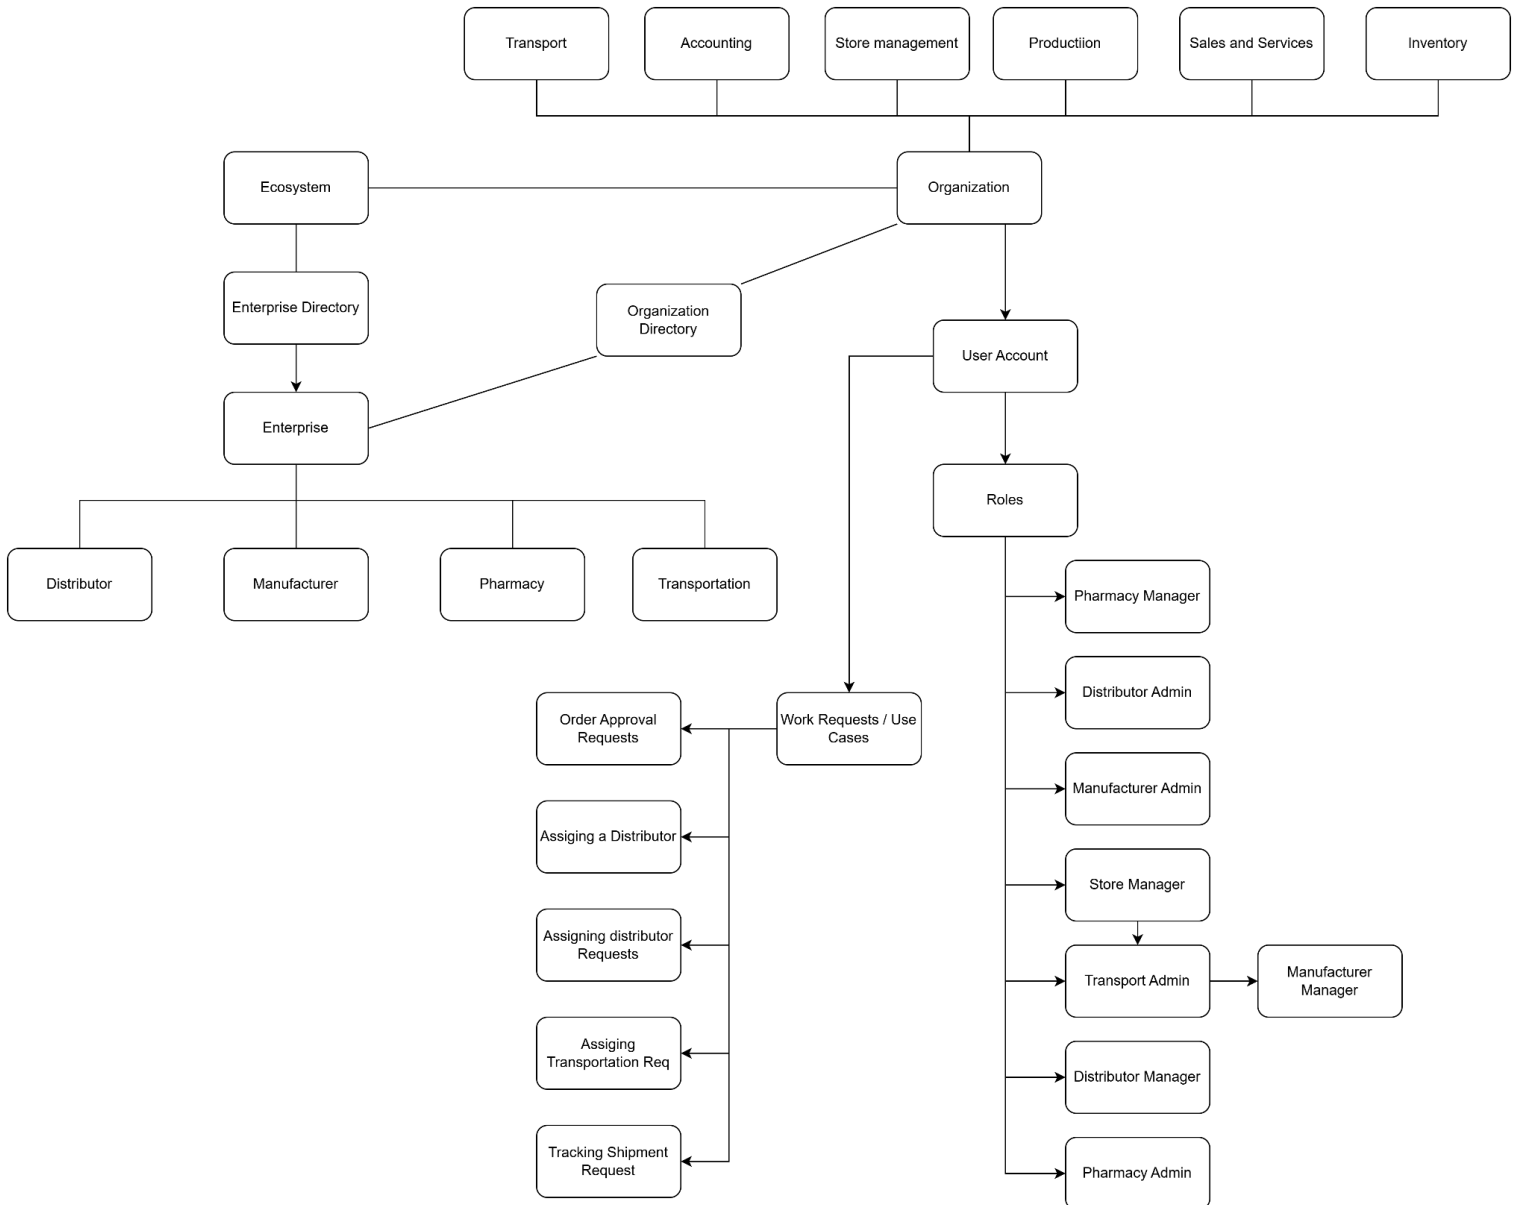 Transport
Accounting
Store management
Productiion
Sales and Services
Inventory
Ecosystem
Organization
Enterprise Directory
Organization
Directory
User Account
Enterprise
Roles
Distributor
Manufacturer
Pharmacy
Transportation
Pharmacy Manager
Distributor Admin
Order Approval
Requests
Work Requests / Use
Cases
Manufacturer Admin
Assiging a Distributor
Store Manager
Assigning distributor
Requests
Transport Admin
Manufacturer
Manager
Assiging
Transportation Req
Distributor Manager
Tracking Shipment
Request
Pharmacy Admin